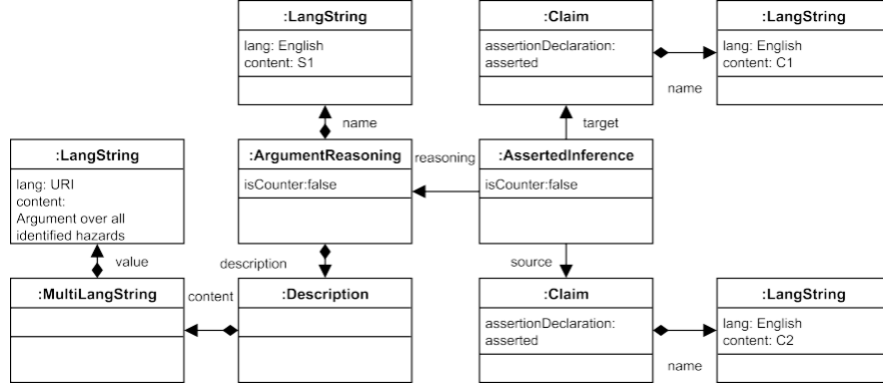 :LangString
lang: English
content: S1
:Claim
assertionDeclaration:
asserted
:LangString
lang: English
content: C1
name
name
target
:LangString
lang: URI
content:
Argument over all
identified hazards
:ArgumentReasoning
isCounter:false
reasoning
:AssertedInference
isCounter:false
value
description
source
:MultiLangString
content
:Description
:Claim
assertionDeclaration:
asserted
:LangString
lang: English
content: C2
name